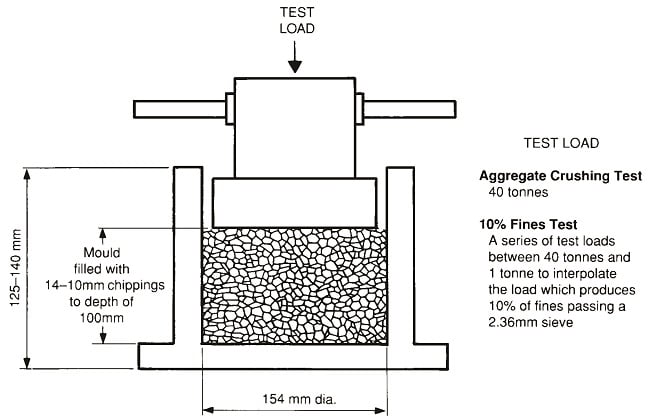 TEST
LOAD
125–140 mm
Mould
filled with
14–10mm chippings
to depth of
100mm
154 mm dia.
TEST LOAD
Aggregate Crushing Test
40 tonnes
10% Fines Test
A series of test loads
between 40 tonnes and
1 tonne to interpolate
the load which produces
10% of fines passing a
2.36mm sieve